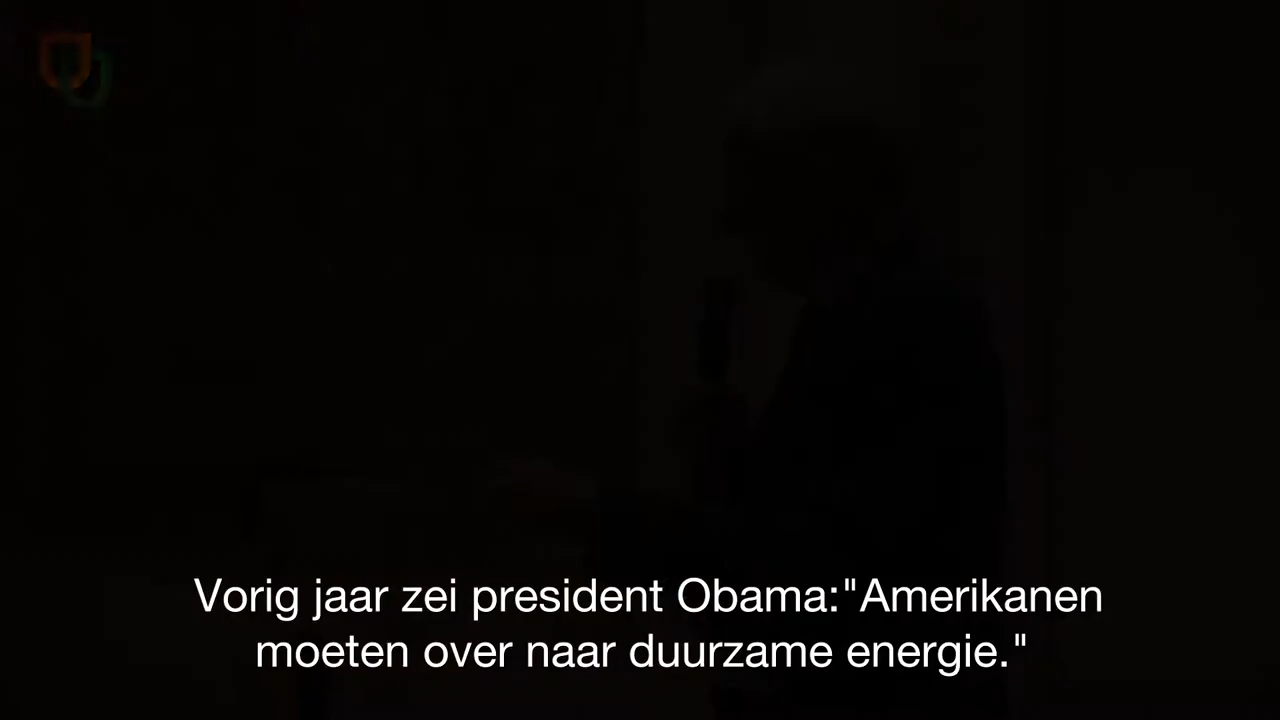 Vorig jaar zei president Obama:"Amerikanen
moeten over naar duurzame energie."